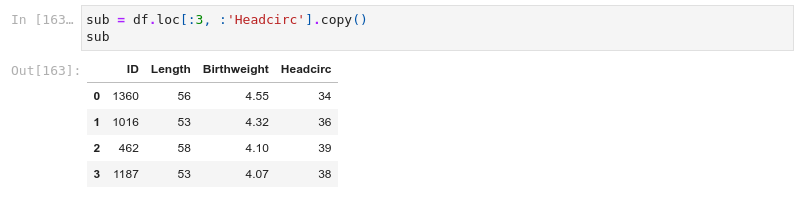 In [163… sub = df.loc[:3, :'Headcirc'].copy()
sub
Out[163]:
ID Length Birthweight Headcirc
0 1360 56 4.55 34
1 1016 53 4.32 36
2 462 58 4.10 39
3 1187 53 4.07 38